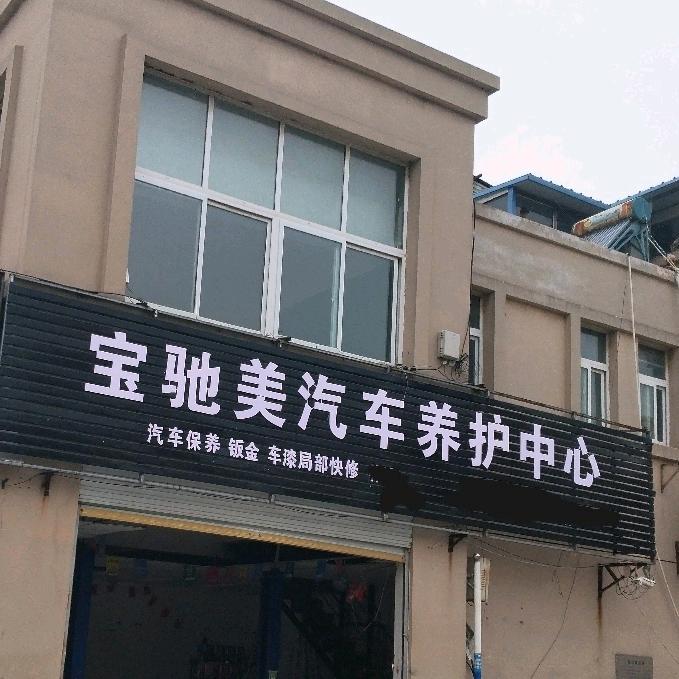 宝驰美汽车养护中心
汽车保养 钣金 车漆局部快修